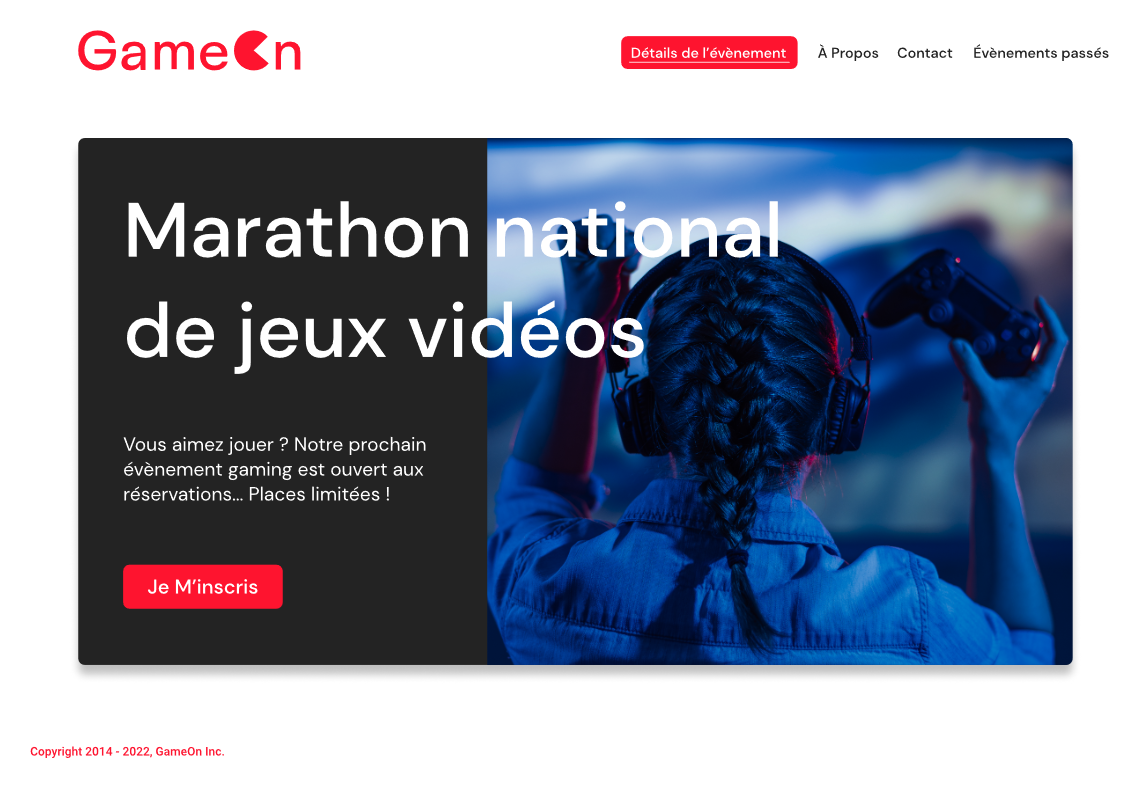 GameOn
Détails de l’évènement
À Propos
Contact
Évènements passés
Marathon national
de jeux vidéos
Vous aimez jouer ? Notre prochain
évènement gaming est ouvert aux
réservations... Places limitées !
Je M’inscris
Copyright 2014 - 2022, GameOn Inc.